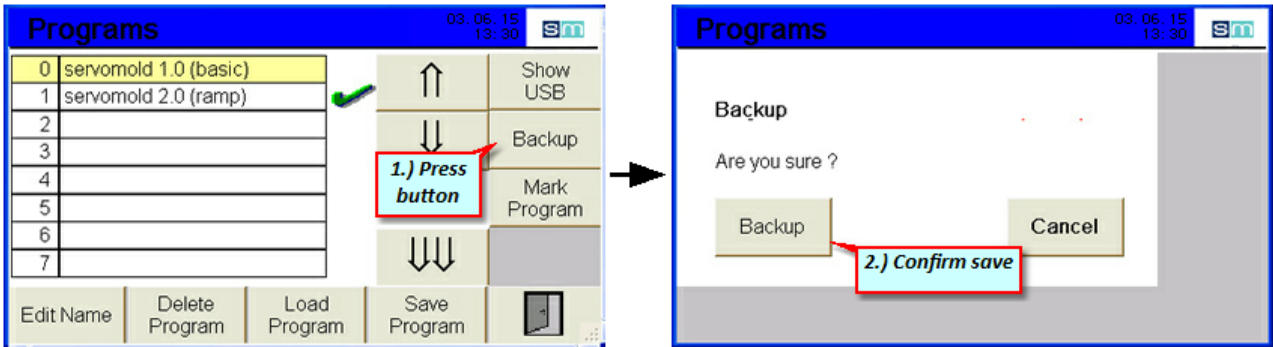 Programs
03. 06. 15
13: 30
sm
0 servomold 1.0 (basic)
1 servomold 2.0 (ramp)
2
3
4
5
6
7
Show
USB
Backup
Mark
Program
1.) Press
button
Edit Name
Delete
Program
Load
Program
Save
Program
Programs
03. 06. 15
13: 30
sm
Backup
Are you sure ?
Backup
Cancel
2.) Confirm save